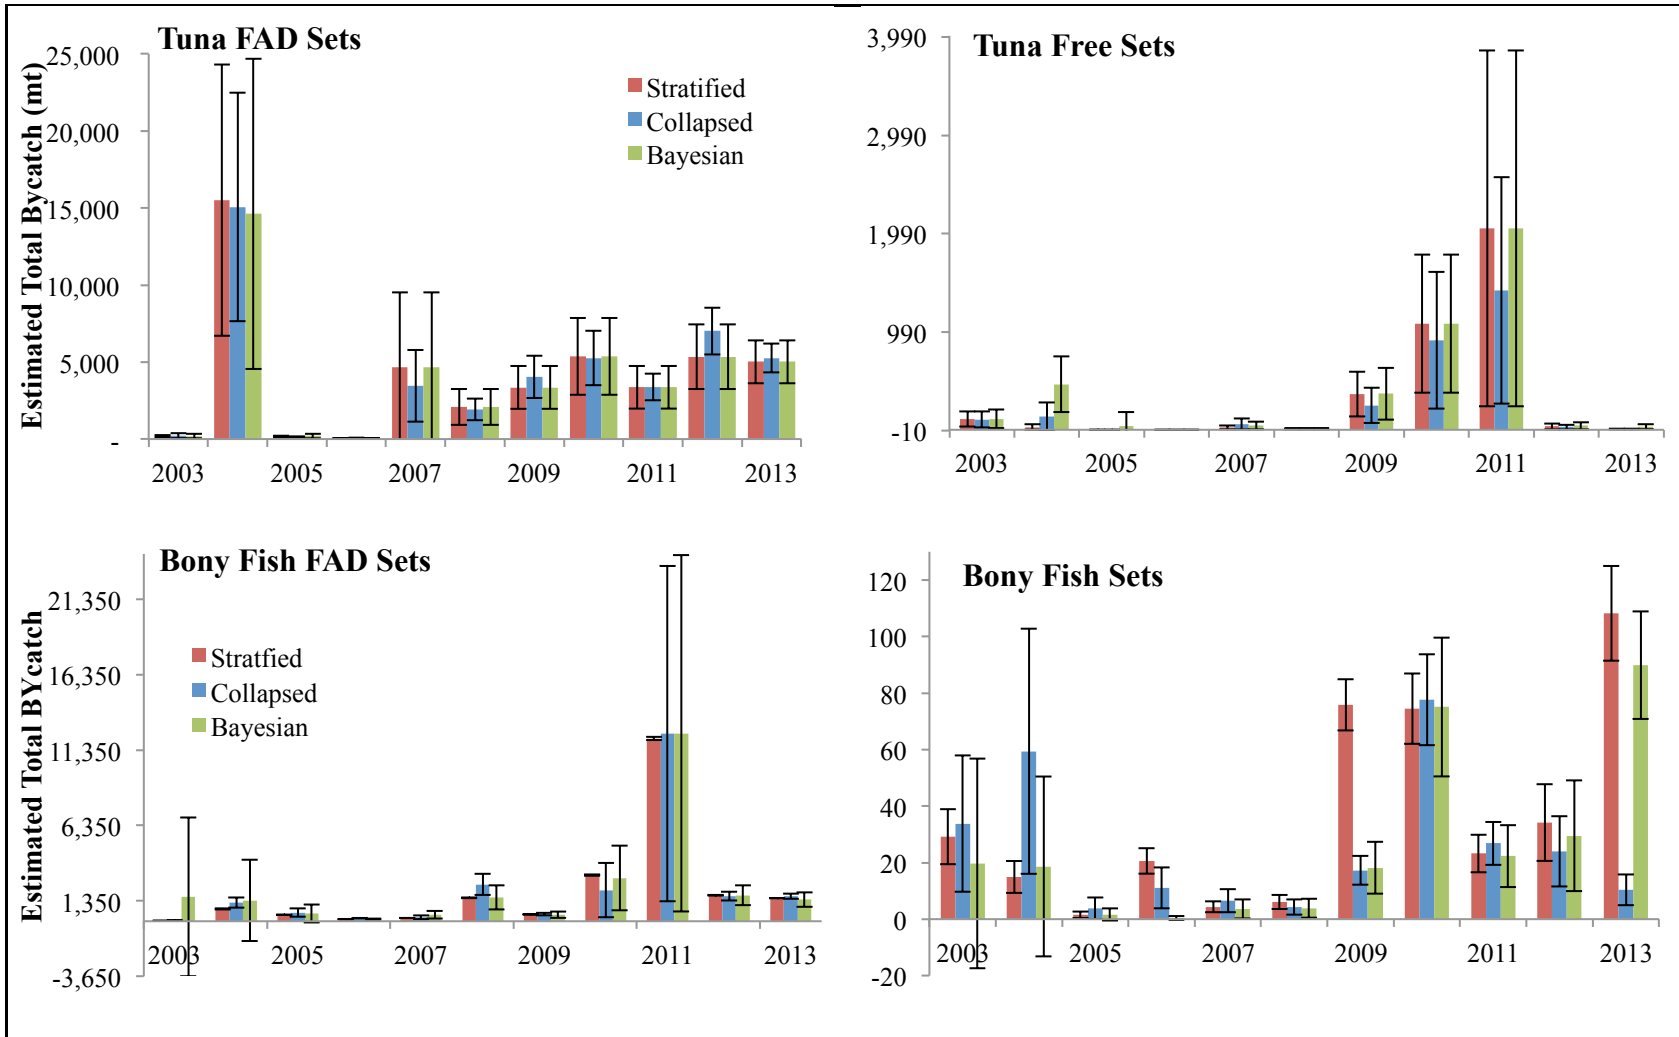 Tuna FAD Sets
Estimated Total Bycatch (mt)
25,000
20,000
15,000
10,000
5,000
-
Stratified
Collapsed
Bayesian
2003 2005 2007 2009 2011 2013
Tuna Free Sets
3,990
2,990
1,990
990
-10
2003 2005 2007 2009 2011 2013
Bony Fish FAD Sets
Estimated Total BYcatch
21,350
16,350
11,350
6,350
1,350
-3,650
Stratfied
Collapsed
Bayesian
2003 2005 2007 2009 2011 2013
Bony Fish Sets
120
100
80
60
40
20
0
-20
2003 2005 2007 2009 2011 2013